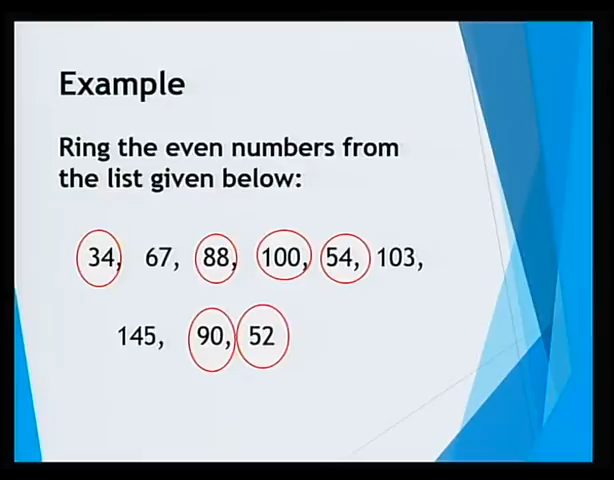 Example
Ring the even numbers from
the list given below:
34, 67, 88, 100, 54, 103,
145, 90, 52